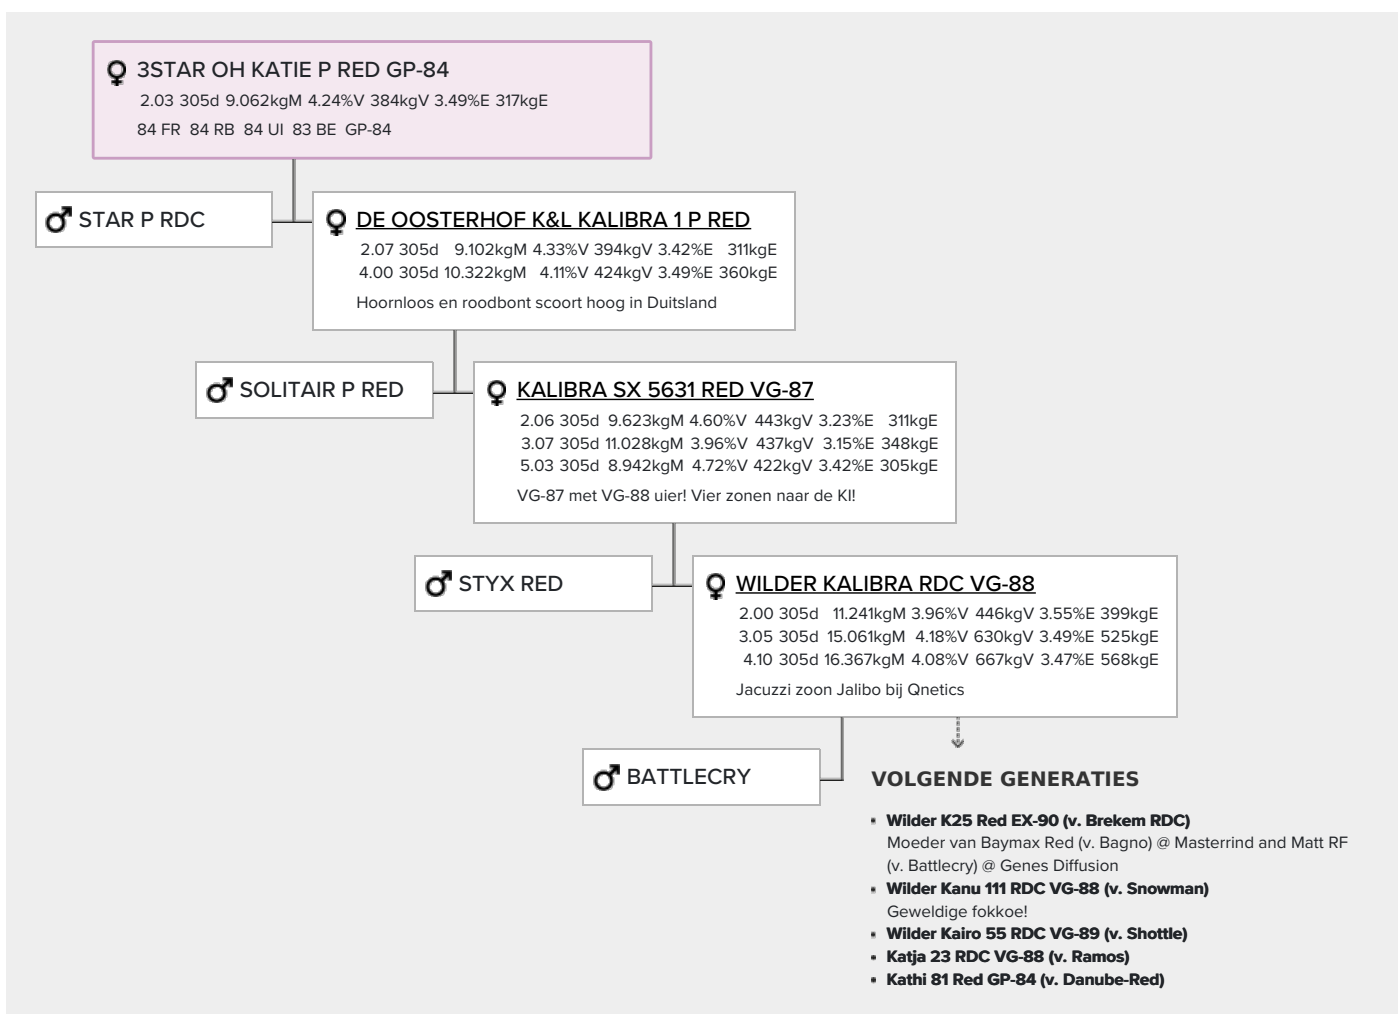 3STAR OH KATIE P RED GP-84
2.03 305d 9.062kgM 4.24%V 384kgV 3.49%E 317kgE
84 FR 84 RB 84 UI 83 BE GP-84
STAR P RDC
DE OOSTERHOF K&L KALIBRA 1 P RED
2.07 305d 9.102kgM 4.33%V 394kgV 3.42%E 311kgE
4.00 305d 10.322kgM 4.11%V 424kgV 3.49%E 360kgE
Hoornloos en roodbont scoort hoog in Duitsland
SOLITAIR P RED
KALIBRA SX 5631 RED VG-87
2.06 305d 9.623kgM 4.60%V 443kgV 3.23%E 311kgE
3.07 305d 11.028kgM 3.96%V 437kgV 3.15%E 348kgE
5.03 305d 8.942kgM 4.72%V 422kgV 3.42%E 305kgE
VG-87 met VG-88 uier! Vier zonen naar de KI!
STYX RED
WILDER KALIBRA RDC VG-88
2.00 305d 11.241kgM 3.96%V 446kgV 3.55%E 399kgE
3.05 305d 15.061kgM 4.18%V 630kgV 3.49%E 525kgE
4.10 305d 16.367kgM 4.08%V 667kgV 3.47%E 568kgE
Jacuzzi zoon Jalibo bij Qnetics
BATTLECRY
VOLGENDE GENERATIES
Wilder K25 Red EX-90 (v. Brekem RDC)
Moeder van Baymax Red (v. Bagno) @ Masterrind and Matt RF
(v. Battlecry) @ Genes Diffusion
Wilder Kanu 111 RDC VG-88 (v. Snowman)
Geweldige fokkoe!
Wilder Kairo 55 RDC VG-89 (v. Shottle)
Katja 23 RDC VG-88 (v. Ramos)
Kathi 81 Red GP-84 (v. Danube-Red)